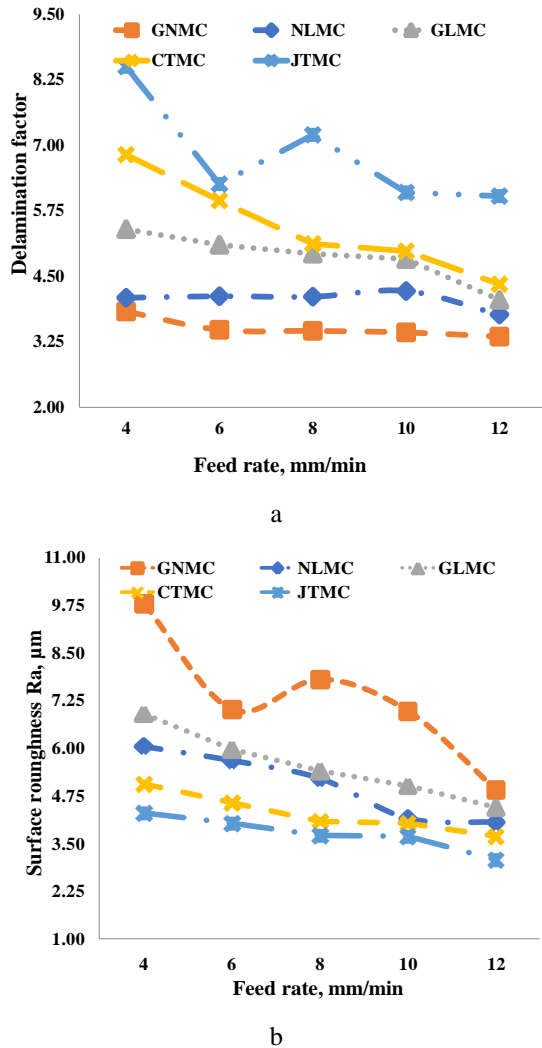 9.50
GNMC NLMC GLMC
CTMC JTMC
8.25
7.00
5.75
4.50
3.25
2.00
Delamination factor
4 6 8 10 12
Feed rate, mm/min
a
11.00
GNMC NLMC GLMC
CTMC JTMC
9.75
8.50
7.25
6.00
4.75
3.50
2.25
1.00
Surface rounghness Ra, µm
4 6 8 10 12
Feed rate, mm/min
b